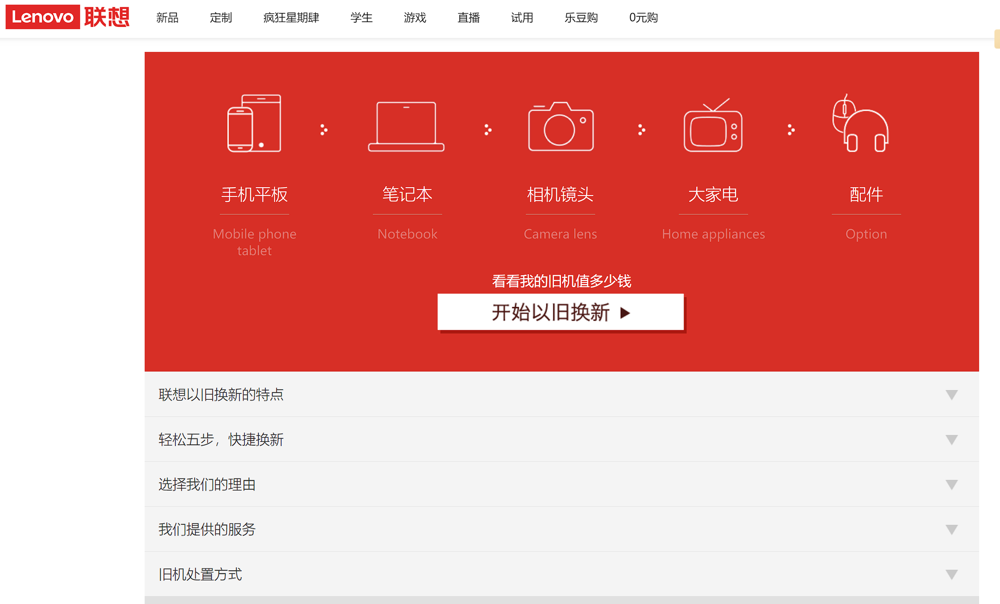 Lenovo 联想
新品 定制 疯狂星期肆 学生 游戏 直播 试用 乐豆购 0元购
手机平板 笔记本 相机镜头 大家电 配件
Mobile phone tablet Notebook Camera lens Home appliances Option
看看我的旧机值多少钱
开始以旧换新
联想以旧换新的特点
轻松五步，快捷换新
选择我们的理由
我们提供的服务
旧机处置方式